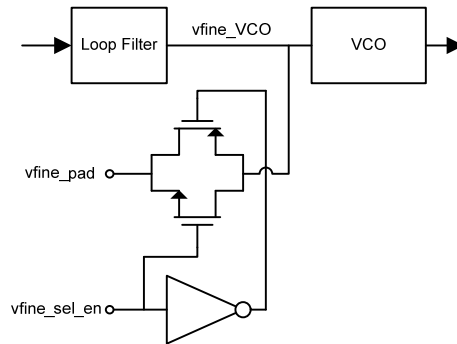 Loop Filter
vfine_VCO
VCO
vfine_pad
vfine_sel_en